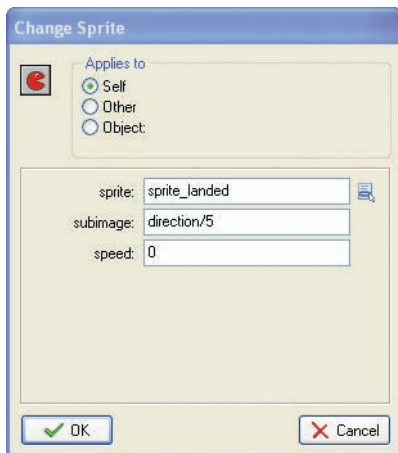 Change Sprite
Applies to
Self
Other
Object:
sprite: sprite_landed
subimage: direction/5
speed: 0
OK Cancel